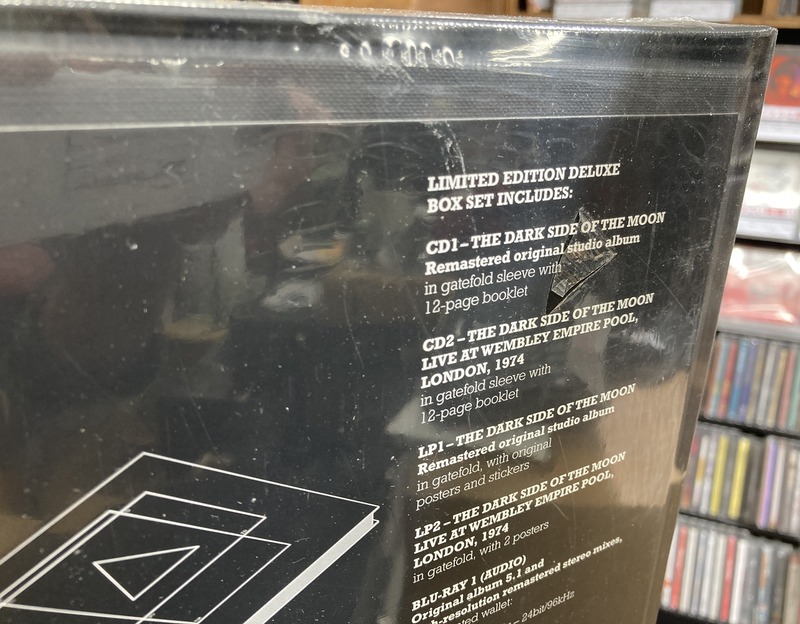 LIMITED EDITION DELUXE
BOX SET INCLUDES:
CD1 – THE DARK SIDE OF THE MOON
Remastered original studio album
in gatefold sleeve with
12-page booklet
CD2 – THE DARK SIDE OF THE MOON
LIVE AT WEMBLEY EMPIRE POOL,
LONDON, 1974
in gatefold sleeve with
12-page booklet
LP1 – THE DARK SIDE OF THE MOON
Remastered original studio album
in gatefold, with original
posters and stickers
LP2 – THE DARK SIDE OF THE MOON
LIVE AT WEMBLEY EMPIRE POOL,
LONDON, 1974
in gatefold, with 2 posters
BLU-RAY 1 (AUDIO)
Original album 5.1 and
-resolution remastered stereo mixes,
wallet:
24bit/96kHz